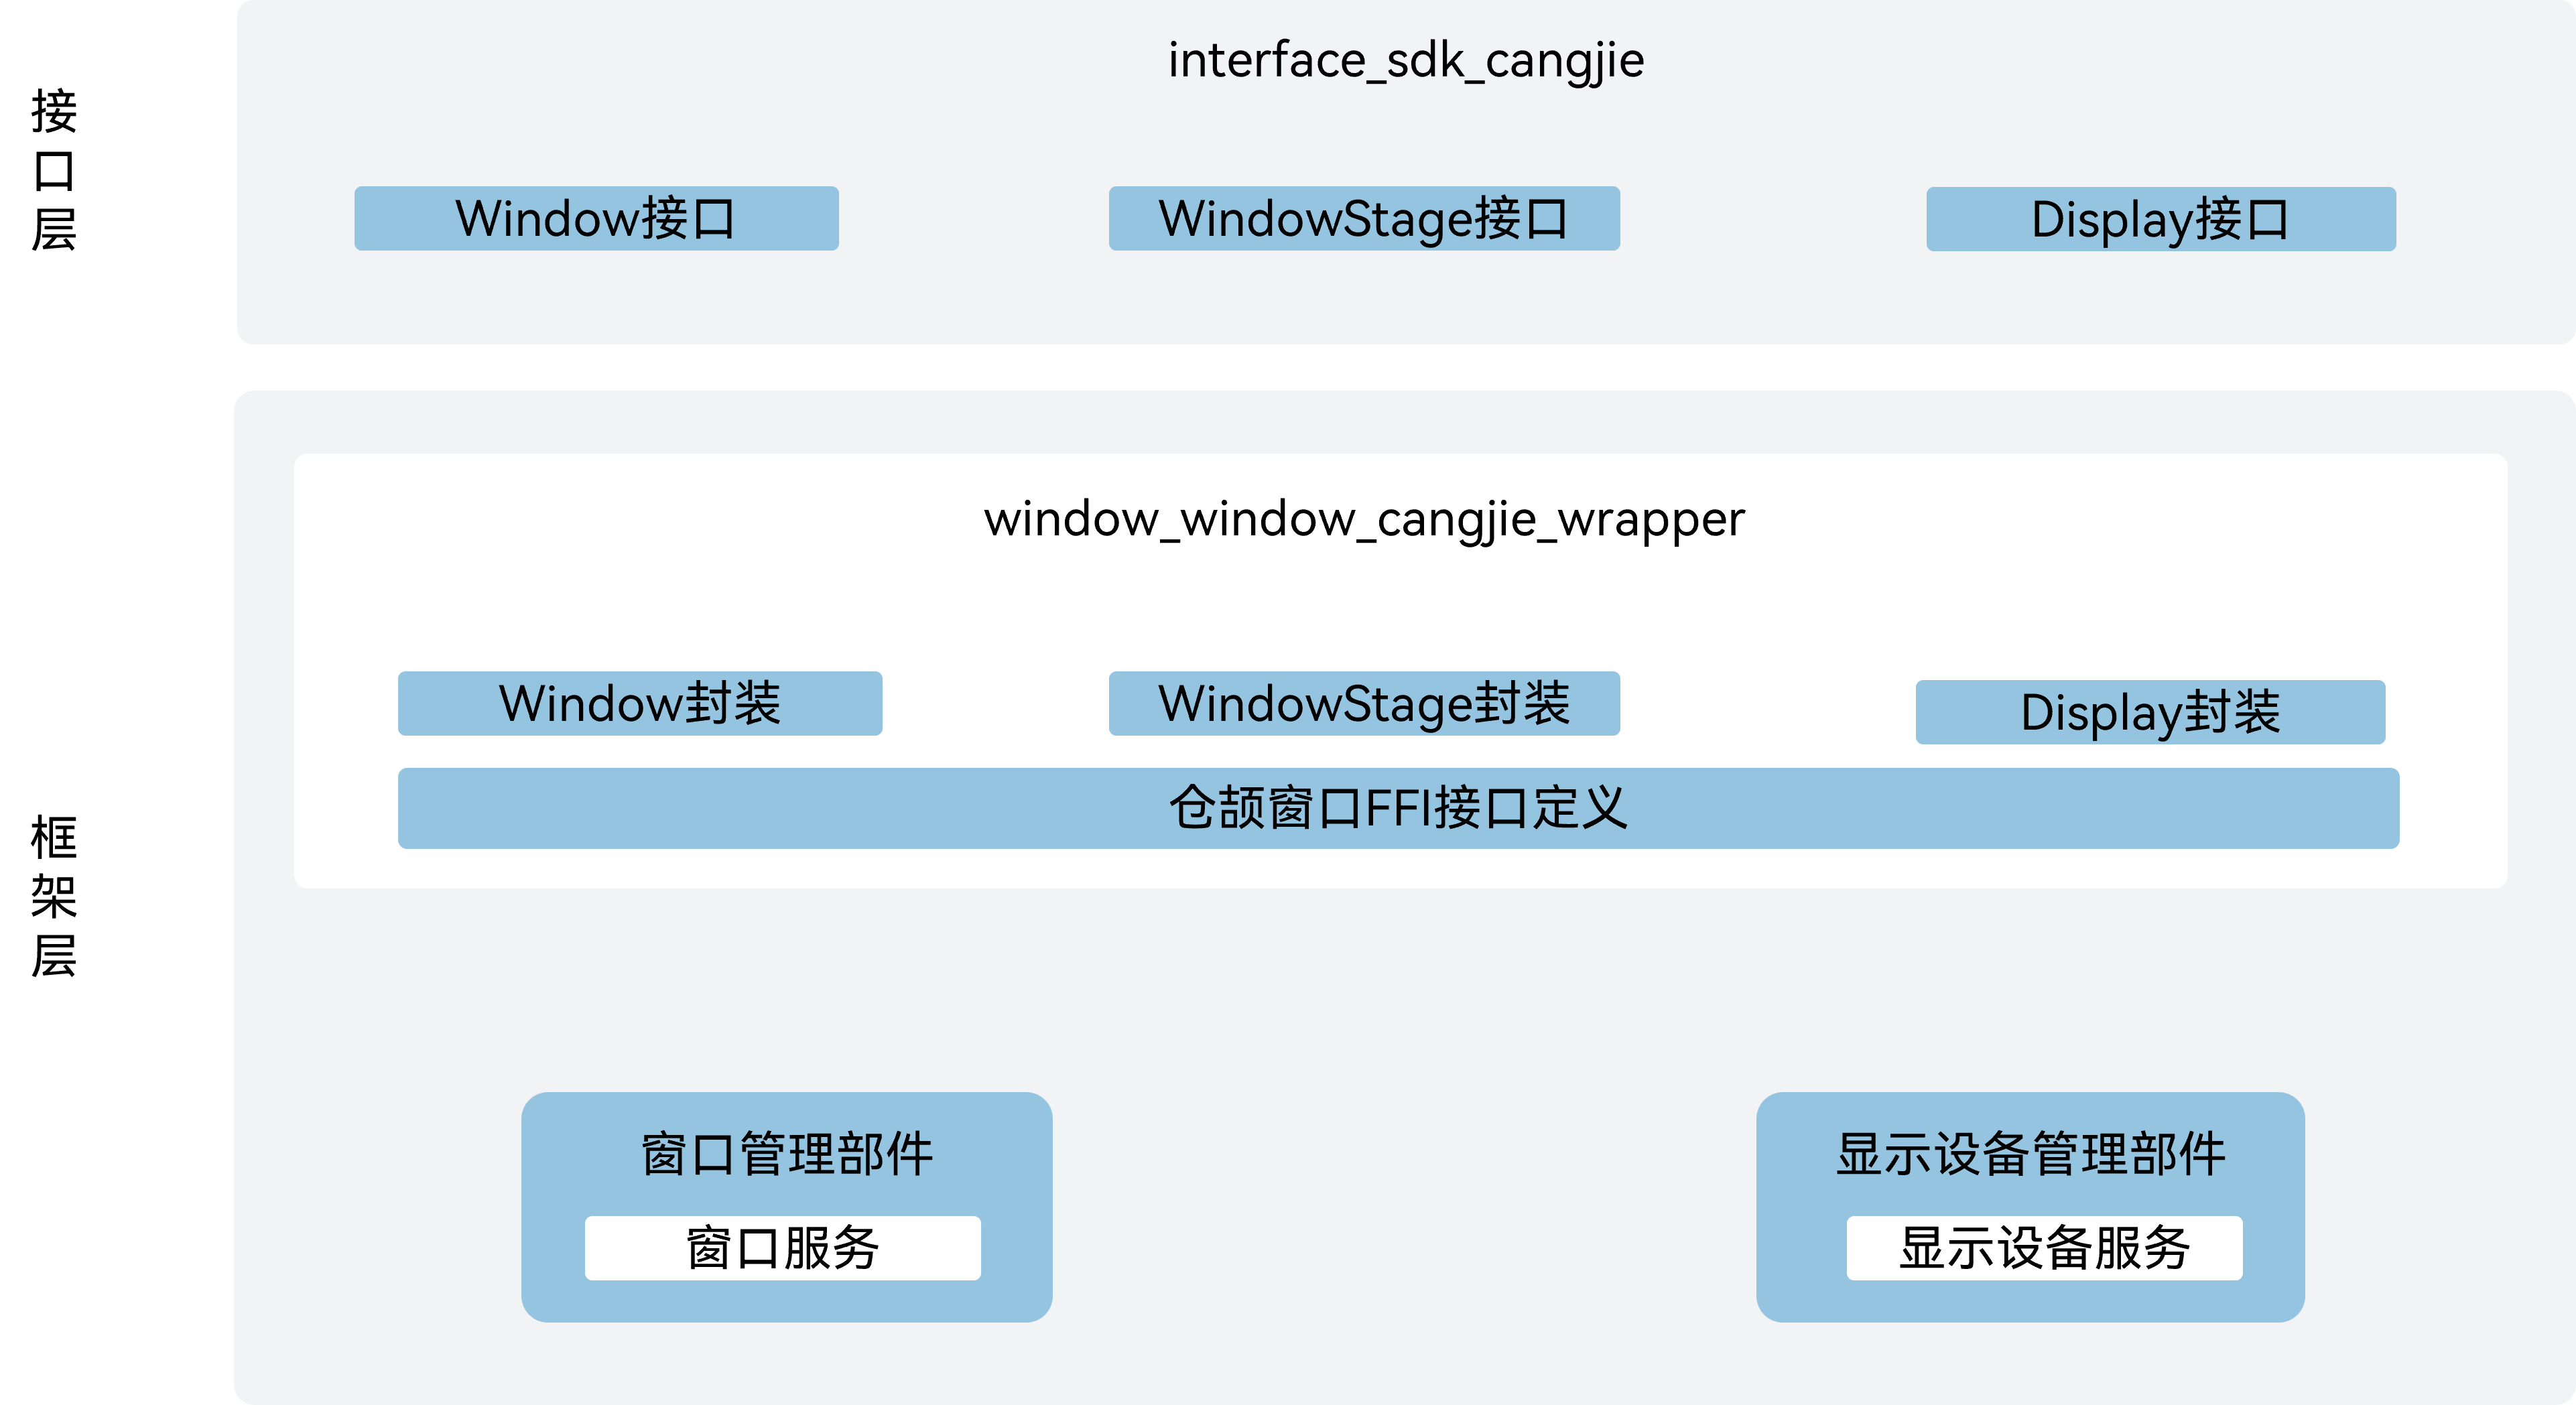 接口层
interface_sdk_cangjie
Window接口
WindowStage接口
Display接口
框架层
window_window_cangjie_wrapper
Window封装
WindowStage封装
Display封装
仓颉窗口FFI接口定义
窗口管理部件
窗口服务
显示设备管理部件
显示设备服务